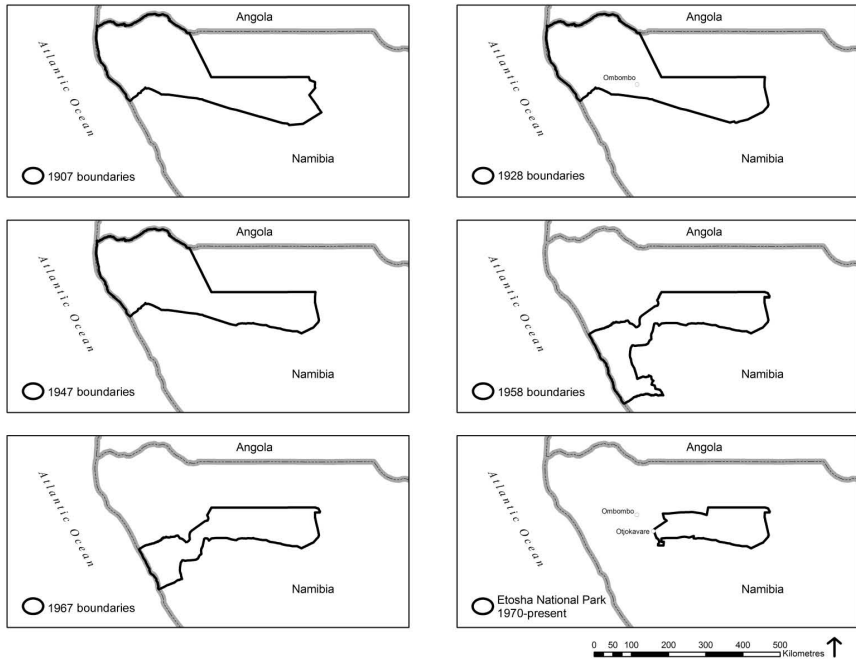 Angola
Atlantic Ocean
Namibia
1907 boundaries
Angola
Ombombo
Atlantic Ocean
Namibia
1928 boundaries
Angola
Atlantic Ocean
Namibia
1947 boundaries
Angola
Atlantic Ocean
Namibia
1958 boundaries
Angola
Atlantic Ocean
Namibia
1967 boundaries
Angola
Atlantic Ocean
Ombombo
Otjokavare
Namibia
Etosha National Park
1970-present
0 25 50 100 200 300 400 500
Kilometres